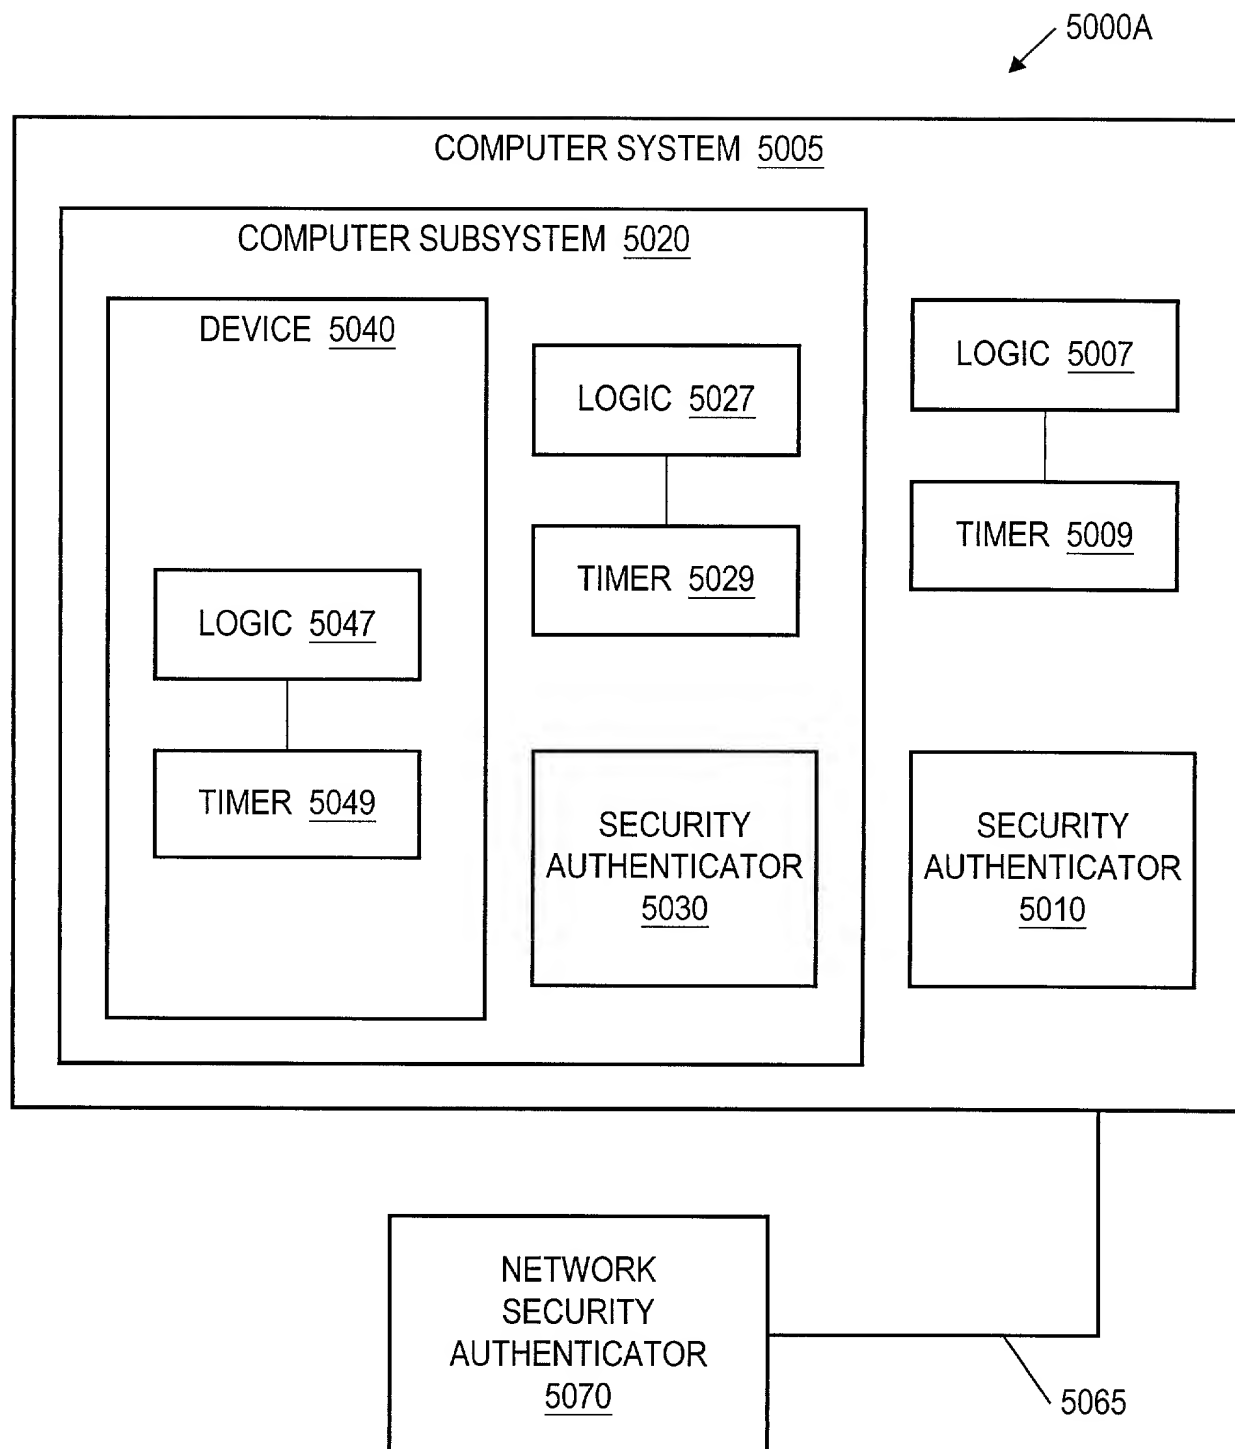 5000A
COMPUTER SYSTEM 5005
COMPUTER SUBSYSTEM 5020
DEVICE 5040
LOGIC 5047
TIMER 5049
LOGIC 5027
TIMER 5029
SECURITY
AUTHENTICATOR
5030
LOGIC 5007
TIMER 5009
SECURITY
AUTHENTICATOR
5010
NETWORK
SECURITY
AUTHENTICATOR
5070
5065